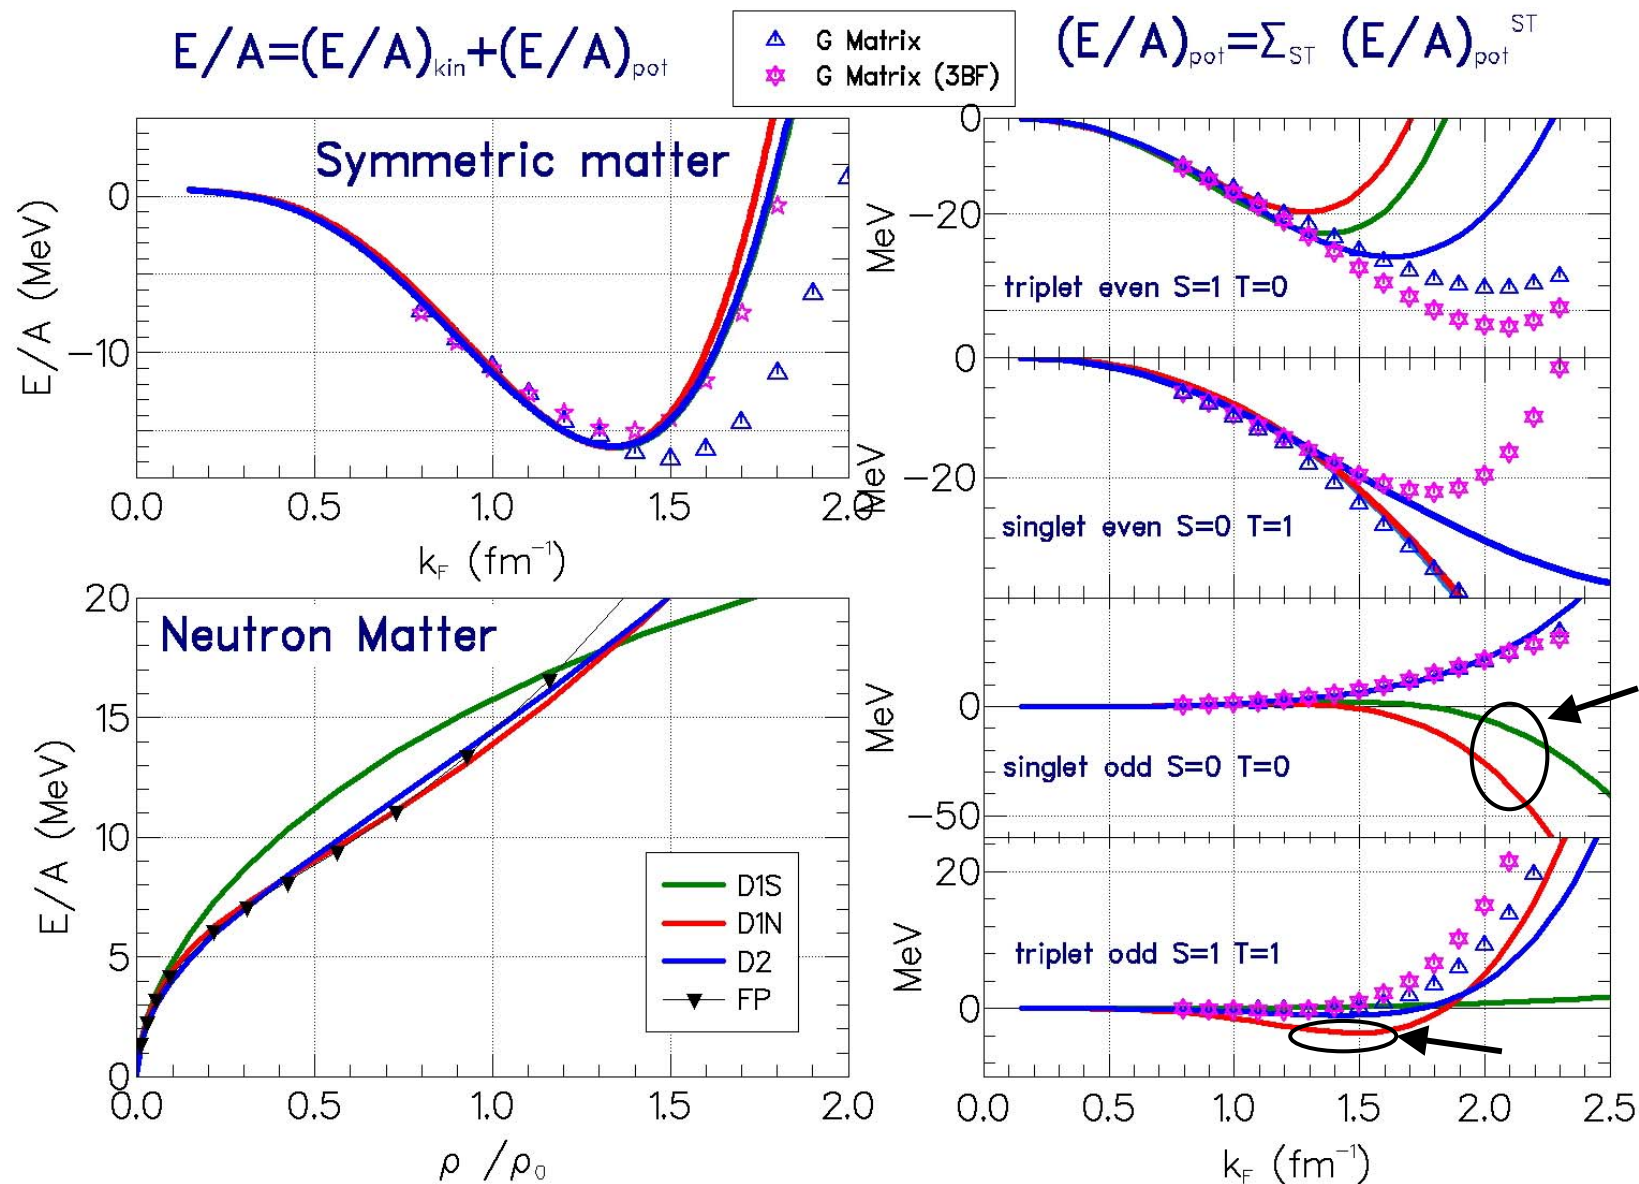 E/A=(E/A)kin+(E/A)pot
G Matrix
G Matrix (3BF)
(E/A)pot=ΣST (E/A)pot^ST
Symmetric matter
E/A (MeV)
0
−10
0.0 0.5 1.0 1.5 2.0
kF (fm−1)
Neutron Matter
E/A (MeV)
20
15
10
5
0
D1S
D1N
D2
FP
0.0 0.5 1.0 1.5 2.0
ρ /ρ0
0
−20
MeV
triplet even S=1 T=0
0
−20
MeV
singlet even S=0 T=1
0
−50
MeV
singlet odd S=0 T=0
20
0
MeV
triplet odd S=1 T=1
0.0 0.5 1.0 1.5 2.0 2.5
kF (fm−1)